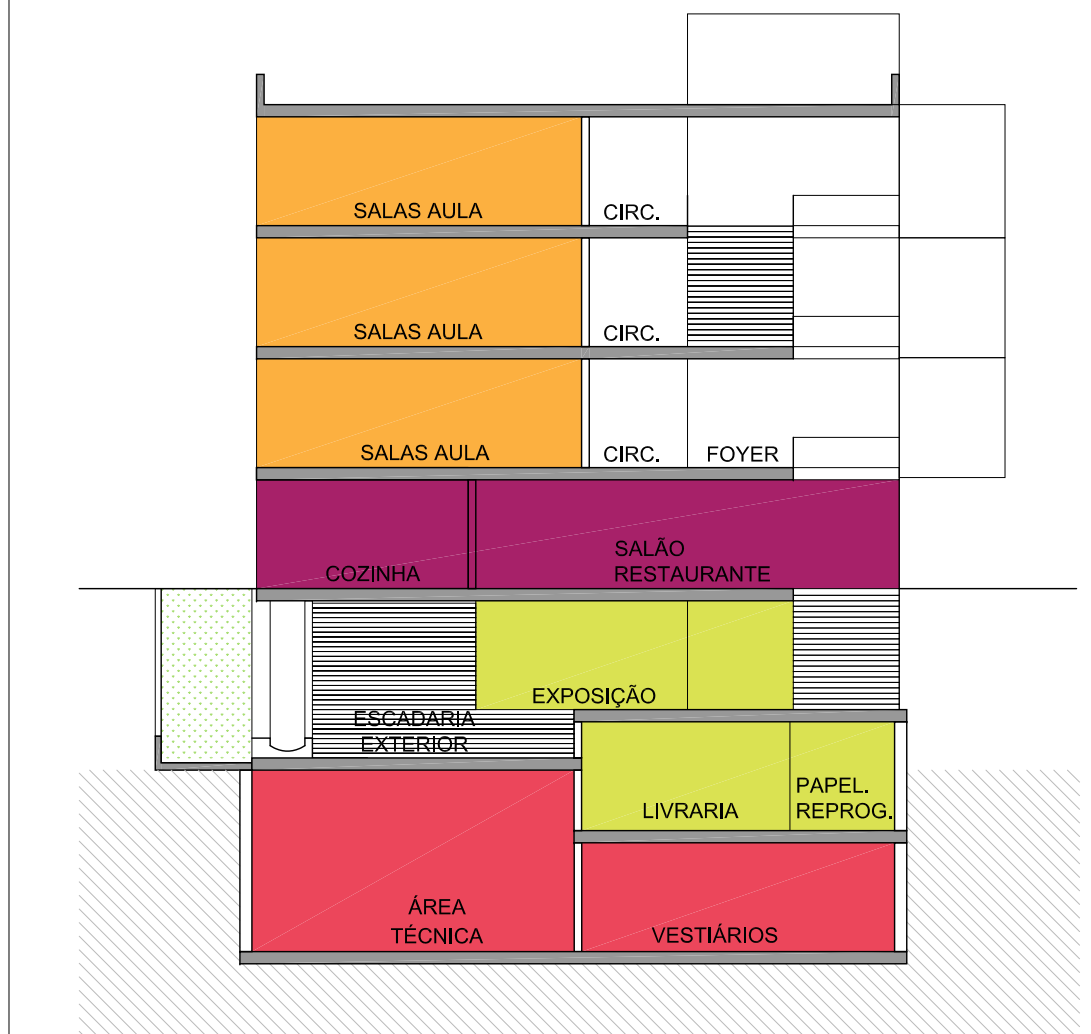 SALAS AULA
CIRC.
SALAS AULA
CIRC.
SALAS AULA
CIRC.
FOYER
COZINHA
SALÃO
RESTAURANTE
EXPOSIÇÃO
ESCADARIA
EXTERIOR
LIVRARIA
PAPEL.
REPROG.
ÁREA
TÉCNICA
VESTIÁRIOS